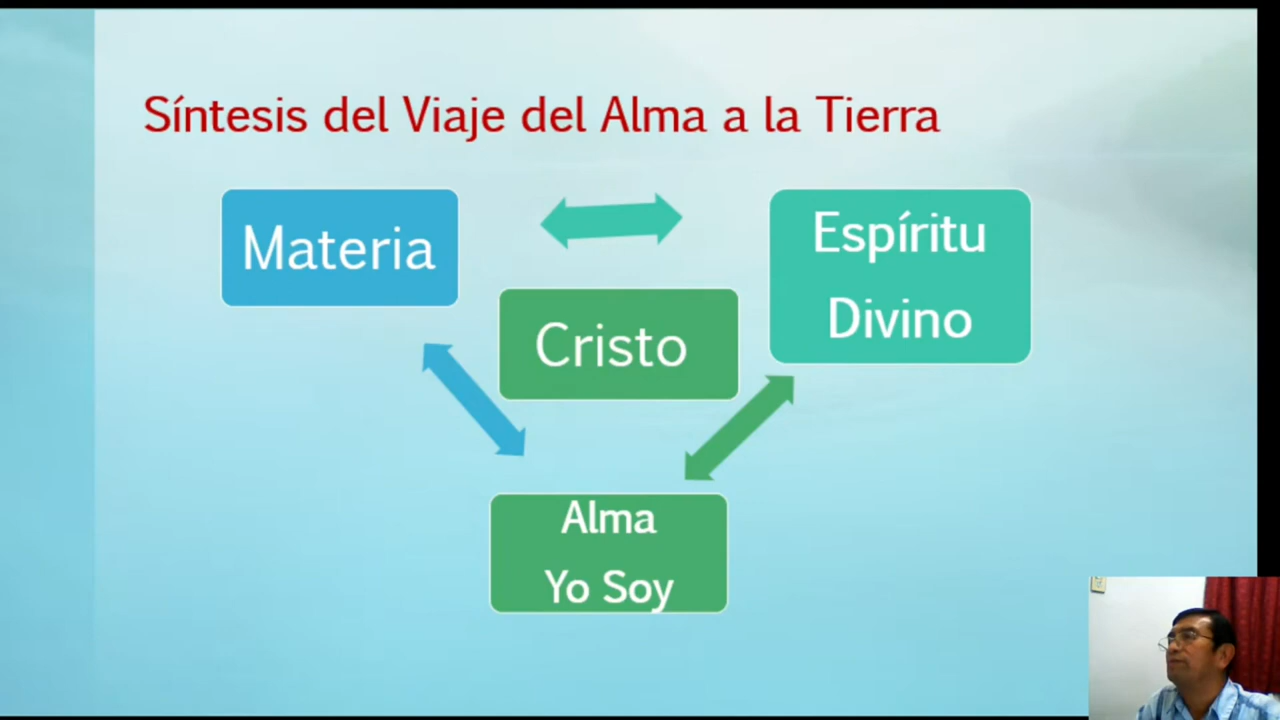 Síntesis del Viaje del Alma a la Tierra
Materia
Espíritu
Divino
Cristo
Alma
Yo Soy